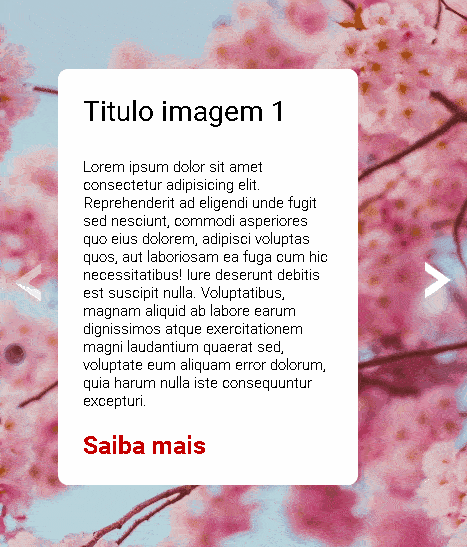 Titulo imagem 1
Lorem ipsum dolor sit amet
consectetur adipisicing elit.
Reprehenderit ad eligendi unde fugit
sed nesciunt, commodi asperiores
quo eius dolorem, adipisci voluptas
quos, aut laboriosam ea fuga cum hic
necessitatibus! Iure deserunt debitis
est suscipit nulla. Voluptatibus,
magnam aliquid ab labore earum
dignissimos atque exercitationem
magni laudantium quaerat sed,
voluptate eum aliquam error dolorum,
quia harum nulla iste consequuntur
excepturi.
Saiba mais